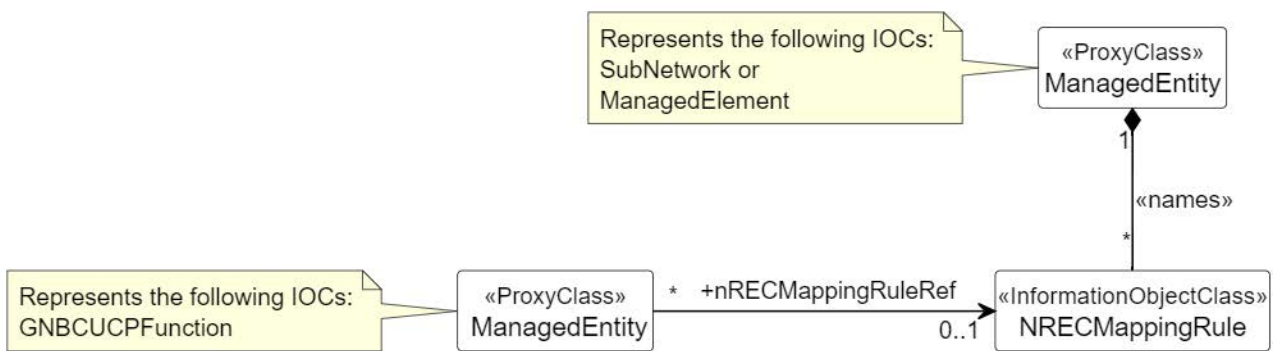 Represents the following IOCs:
SubNetwork or
ManagedElement
«ProxyClass»
ManagedEntity
1
«names»
*
Represents the following IOCs:
GNBCUCPFunction
«ProxyClass»
ManagedEntity
* +nRECMappingRuleRef
0..1
«InformationObjectClass»
NRECMappingRule